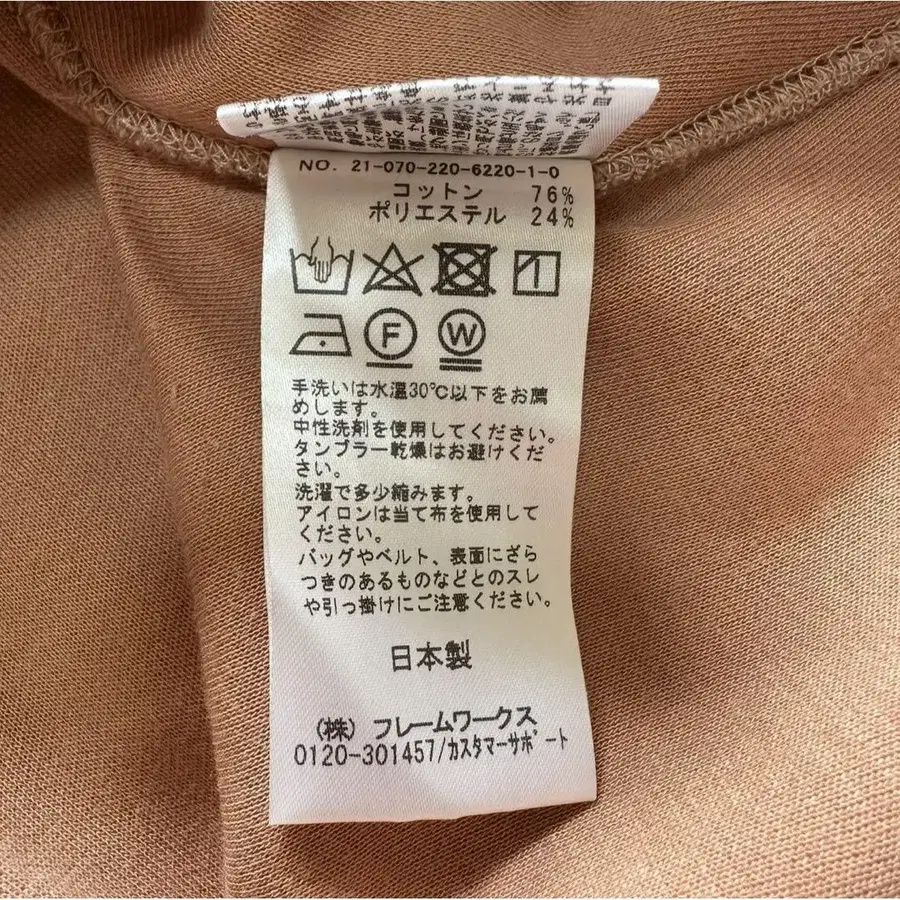 NO. 21-070-220-6220-1-0
コットン 76%
ポリエステル 24%
F W
手洗いは水温30℃以下をお薦
めします。
中性洗剤を使用してください。
タンブラー乾燥はお避けくだ
さい。
洗濯で多少縮みます。
アイロンは当て布を使用して
ください。
バッグやベルト、表面にざら
つきのあるものなどとのスレ
や引っ掛けにご注意ください。
日本製
(株) フレームワークス
0120-301457/カスタマーサポート